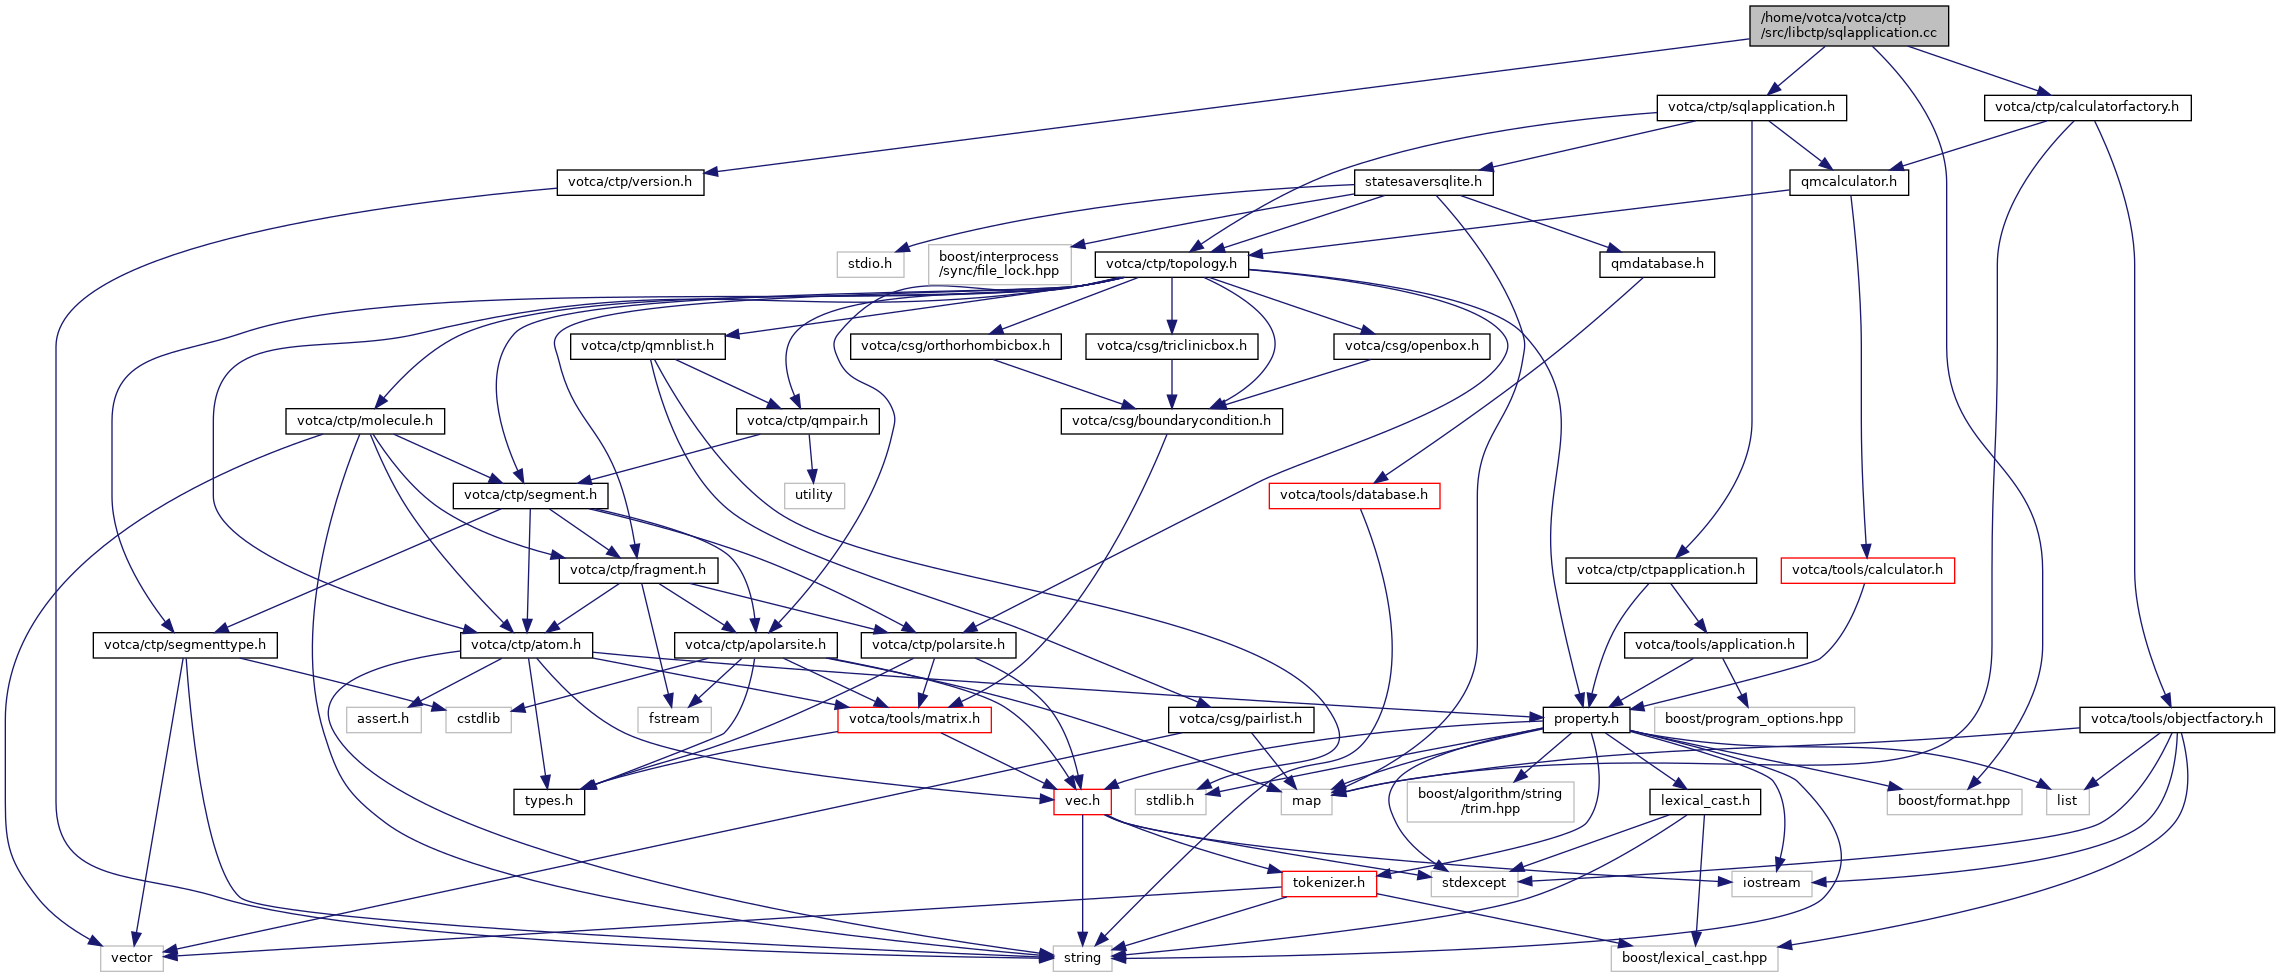 /home/votca/votca/ctp
/src/libctp/sqlapplication.cc
votca/ctp/sqlapplication.h
votca/ctp/calculatorfactory.h
votca/ctp/version.h
statesaversqlite.h
qmcalculator.h
stdio.h
boost/interprocess
/sync/file_lock.hpp
votca/ctp/topology.h
qmdatabase.h
votca/ctp/qmnblist.h
votca/csg/orthorhombicbox.h
votca/csg/triclinicbox.h
votca/csg/openbox.h
votca/ctp/molecule.h
votca/ctp/qmpair.h
votca/csg/boundarycondition.h
votca/ctp/segment.h
utility
votca/tools/database.h
votca/ctp/fragment.h
votca/ctp/ctpapplication.h
votca/tools/calculator.h
votca/ctp/segmenttype.h
votca/ctp/atom.h
votca/ctp/apolarsite.h
votca/ctp/polarsite.h
votca/tools/application.h
assert.h
cstdlib
fstream
votca/tools/matrix.h
votca/csg/pairlist.h
property.h
boost/program_options.hpp
votca/tools/objectfactory.h
types.h
vec.h
stdlib.h
map
boost/algorithm/string
/trim.hpp
lexical_cast.h
boost/format.hpp
list
tokenizer.h
stdexcept
iostream
vector
string
boost/lexical_cast.hpp